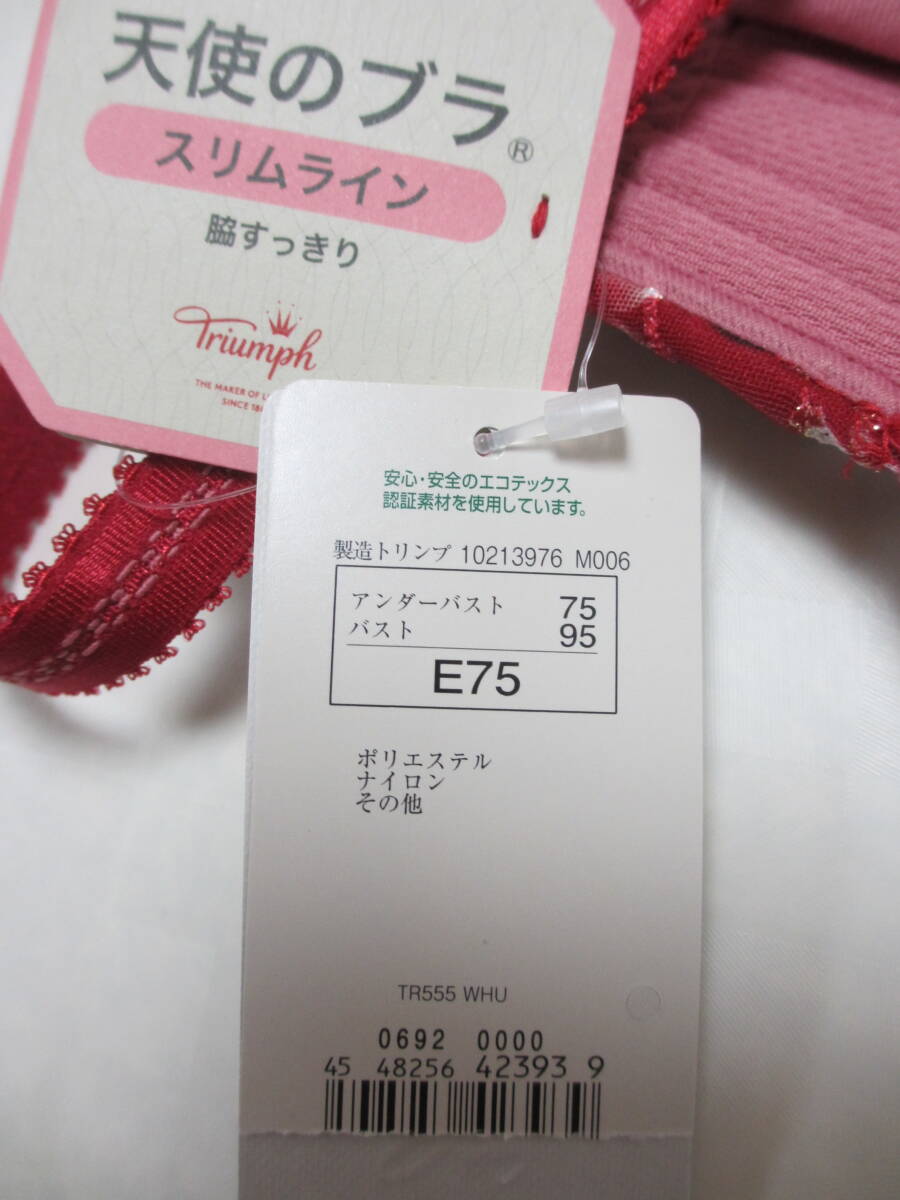 天使のブラ®
スリムライン
脇すっきり
Triumph
THE MAKER OF
SINCE
安心・安全のエコテックス
認証素材を使用しています。
製造トリンプ 10213976 M006
アンダーバスト 75
バスト 95
E75
ポリエステル
ナイロン
その他
TR555 WHU
0692 0000
45 48256 42393 9